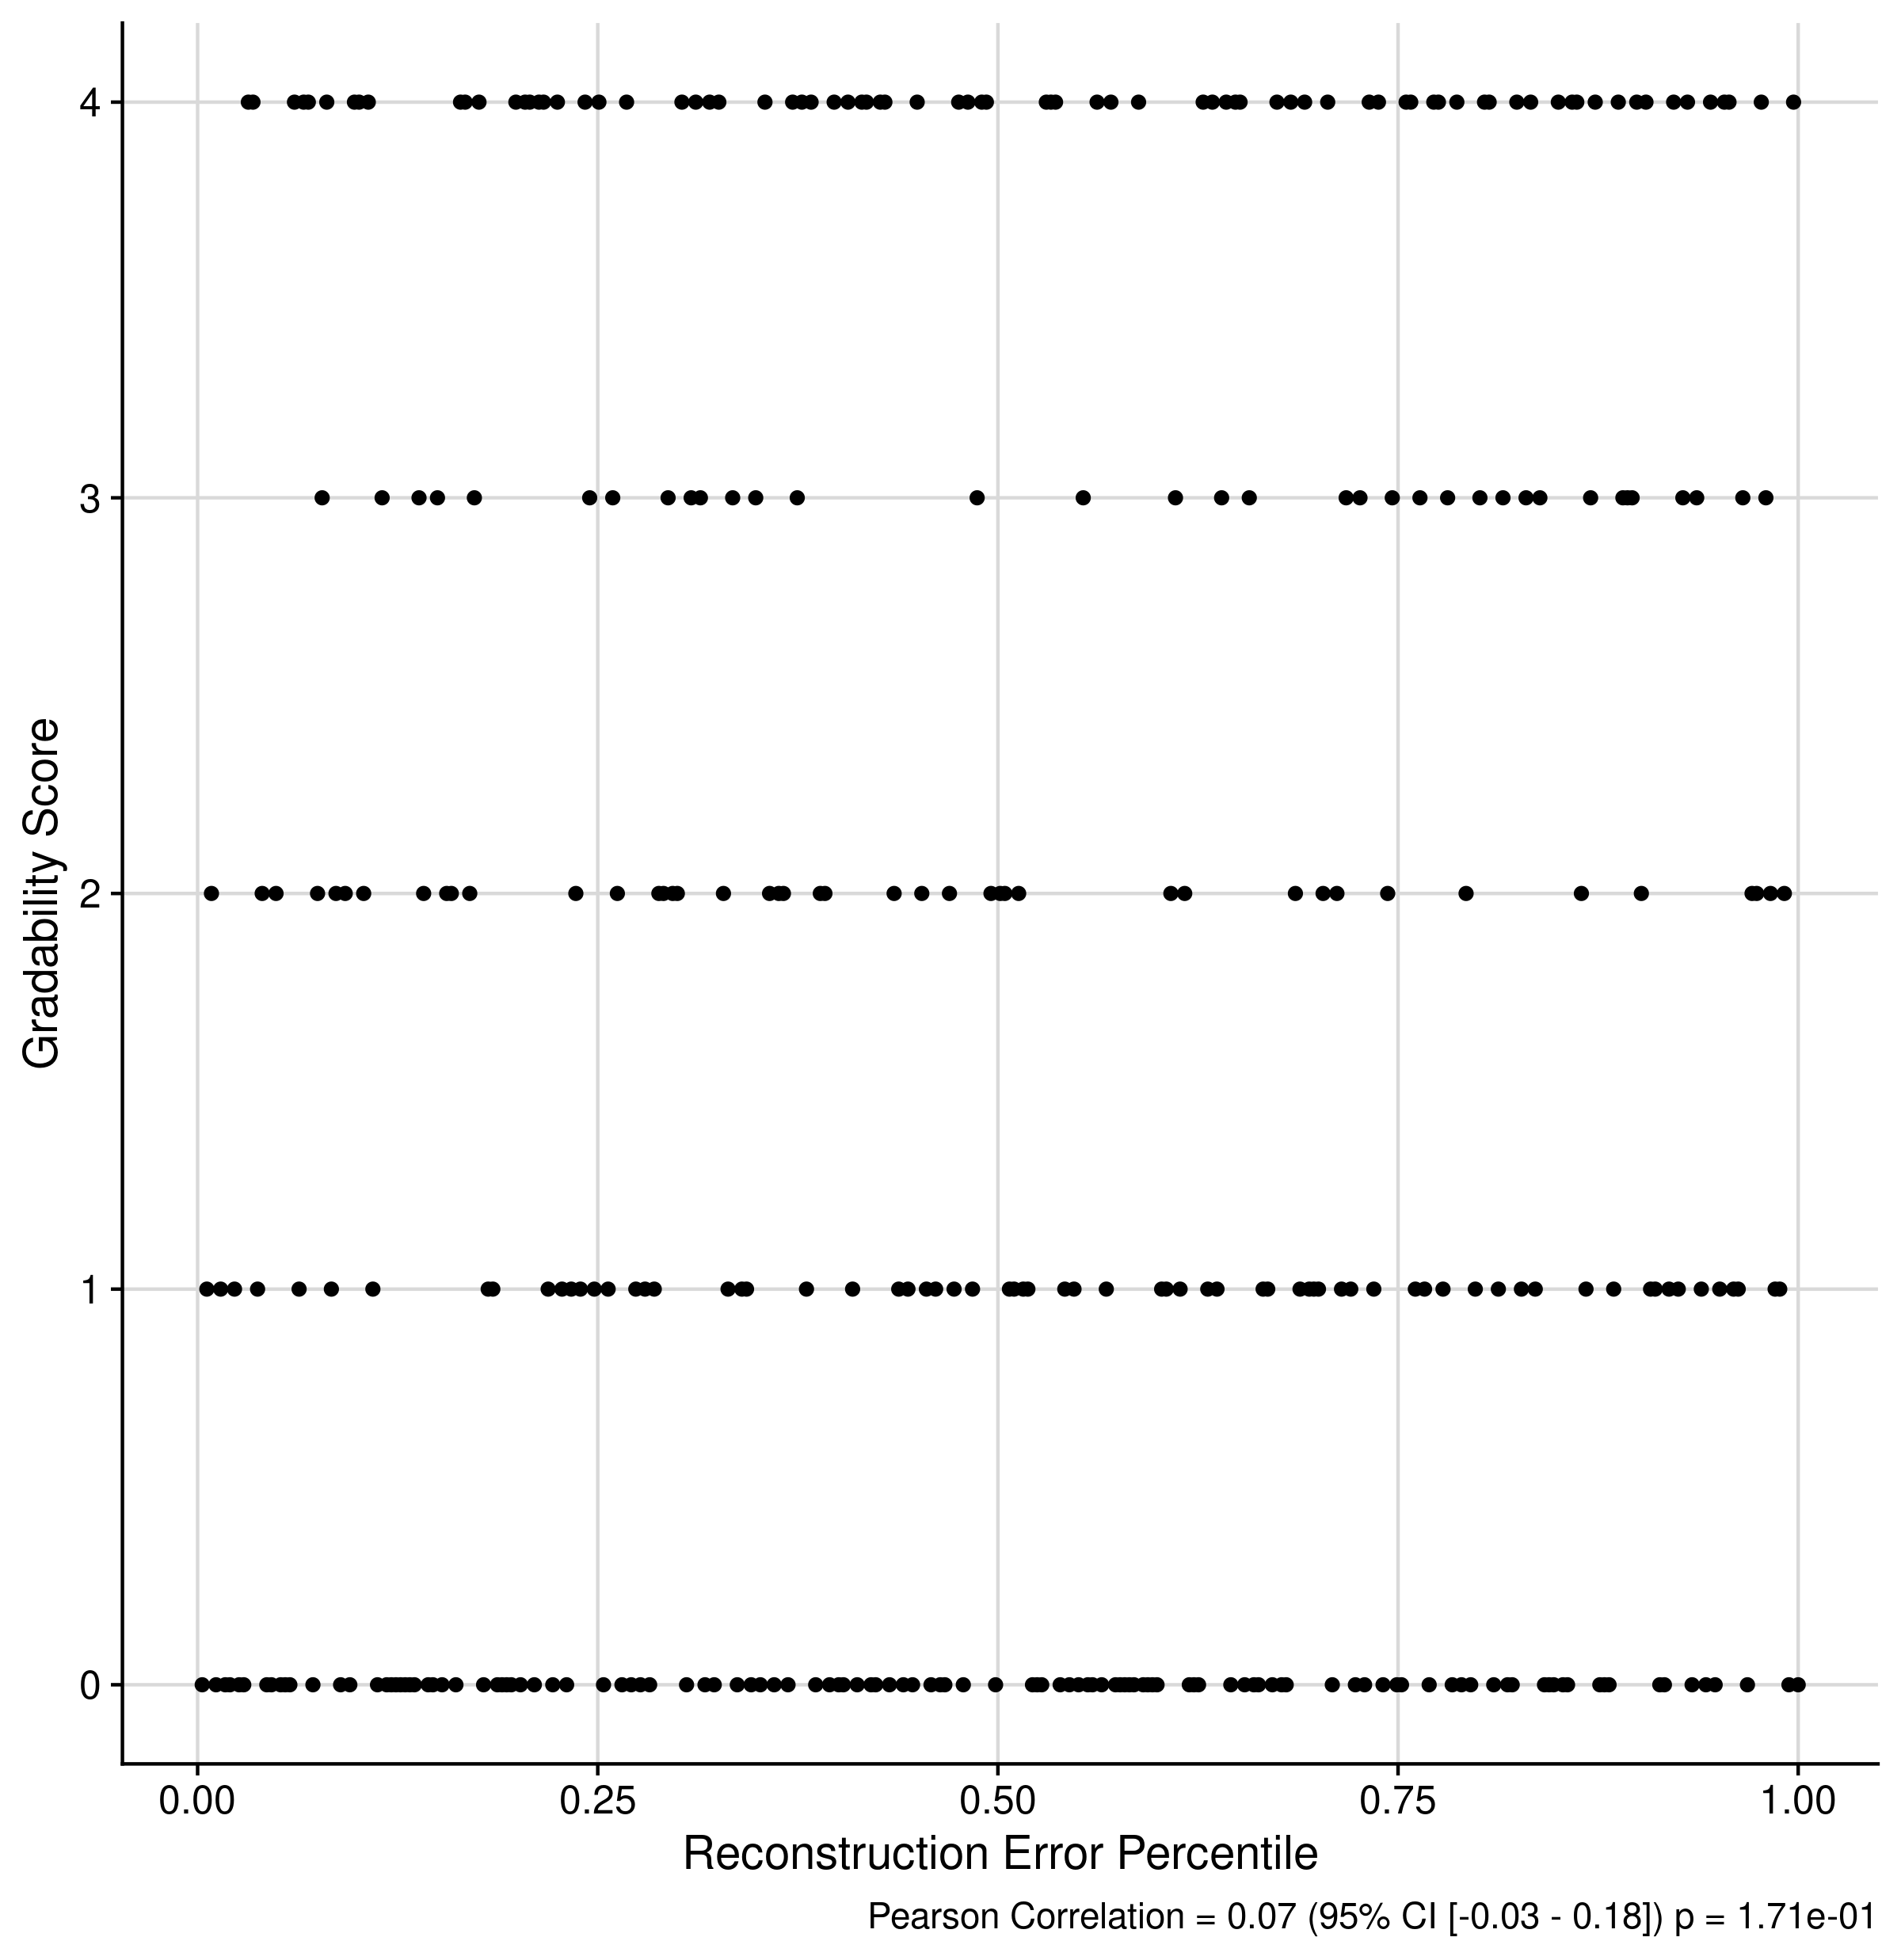 4
3
2
1
0
Gradability Score
0.00 0.25 0.50 0.75 1.00
Reconstruction Error Percentile
Pearson Correlation = 0.07 (95% CI [-0.03 - 0.18]) p = 1.71e-01